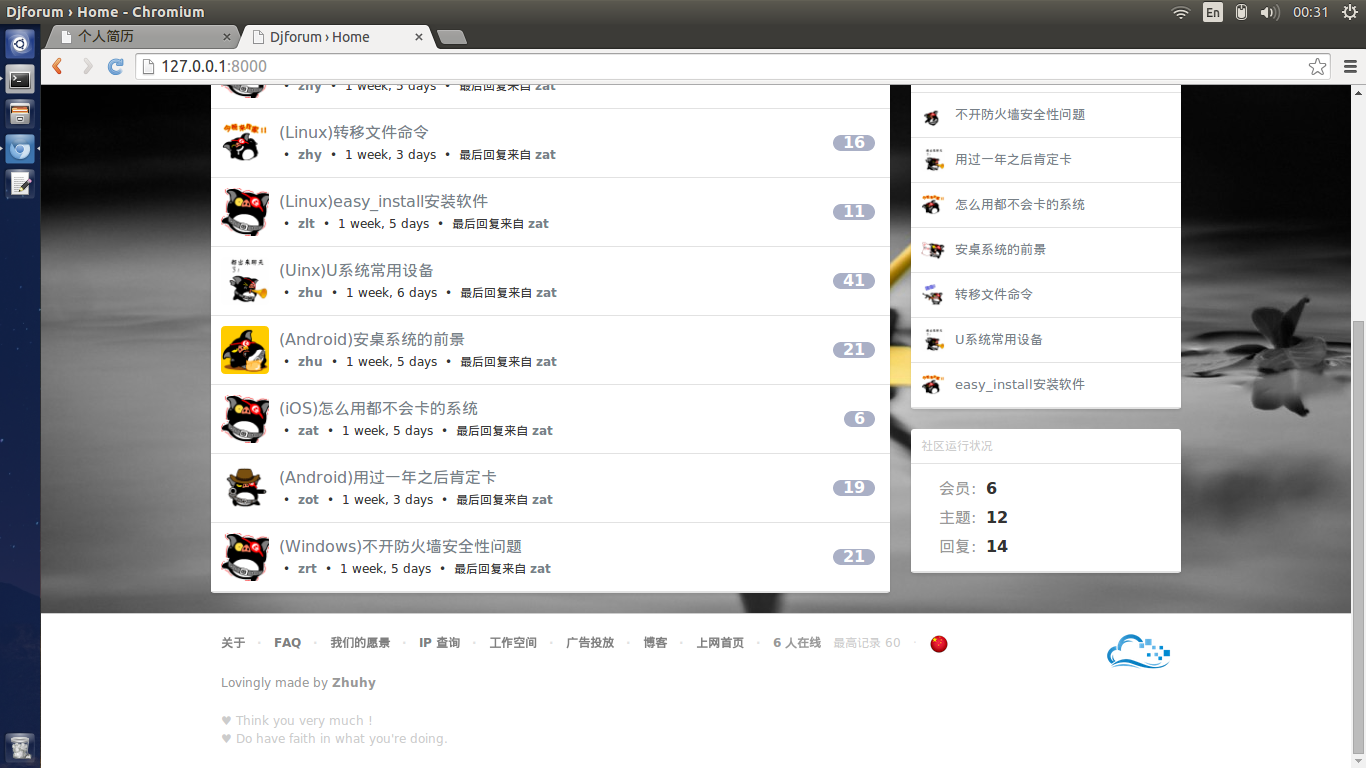 Djforum › Home - Chromium
En
00:31
个人简历
Djforum › Home
127.0.0.1:8000
• zhy • 1 week, 5 days • 最后回复来自 zat
(Linux)转移文件命令
16
• zhy • 1 week, 3 days • 最后回复来自 zat
(Linux)easy_install安装软件
11
• zlt • 1 week, 5 days • 最后回复来自 zat
(Uinx)U系统常用设备
41
• zhu • 1 week, 6 days • 最后回复来自 zat
(Android)安桌系统的前景
21
• zhu • 1 week, 5 days • 最后回复来自 zat
(iOS)怎么用都不会卡的系统
6
• zat • 1 week, 5 days • 最后回复来自 zat
(Android)用过一年之后肯定卡
19
• zot • 1 week, 3 days • 最后回复来自 zat
(Windows)不开防火墙安全性问题
21
• zrt • 1 week, 5 days • 最后回复来自 zat
不开防火墙安全性问题
用过一年之后肯定卡
怎么用都不会卡的系统
安桌系统的前景
转移文件命令
U系统常用设备
easy_install安装软件
社区运行状况
会员: 6
主题: 12
回复: 14
关于 · FAQ · 我们的愿景 · IP 查询 · 工作空间 · 广告投放 · 博客 · 上网首页 · 6 人在线 最高记录 60 ·
Lovingly made by Zhuhy
♥ Think you very much !
♥ Do have faith in what you're doing.